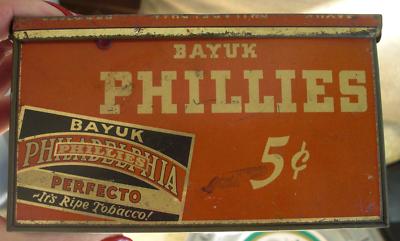 BAYUK
PHILLIES
5¢
BAYUK
PHILADELPHIA
PHILLIES
PERFECTO
-It's Ripe Tobacco!